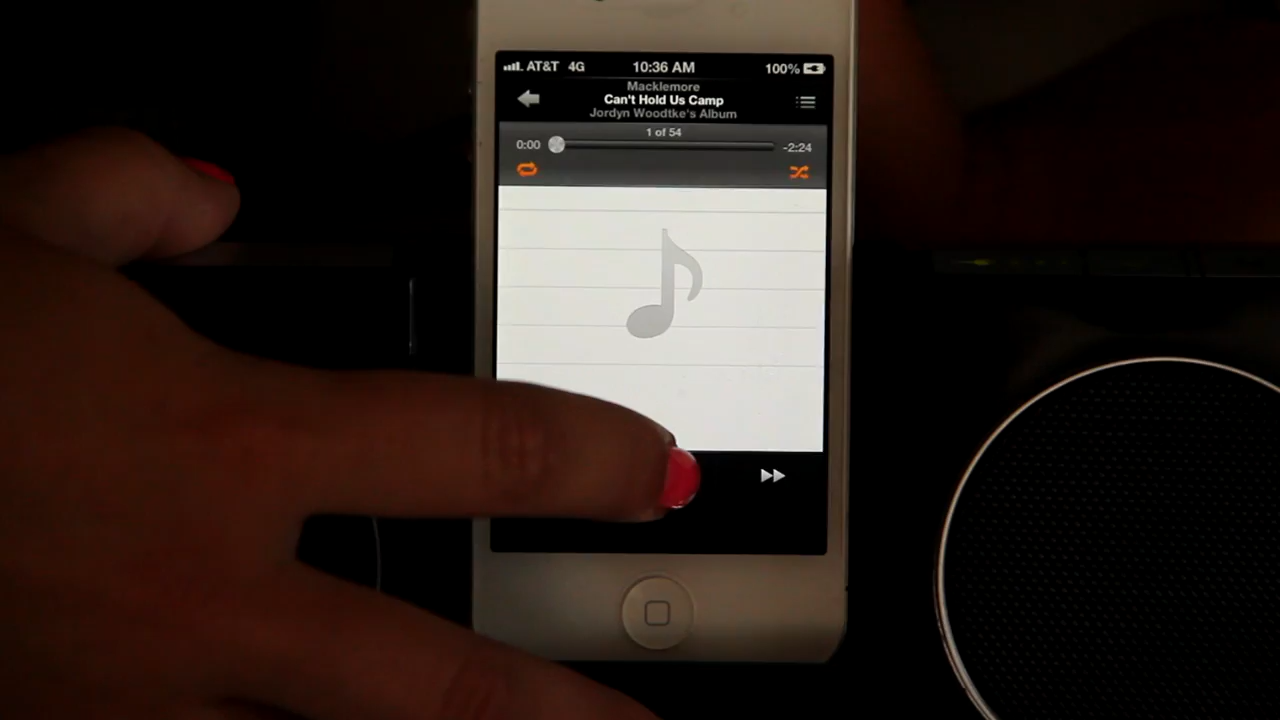 AT&T 4G 10:36 AM 100%
Macklemore
Can't Hold Us Camp
Jordyn Woodtke's Album
1 of 54
0:00 -2:24